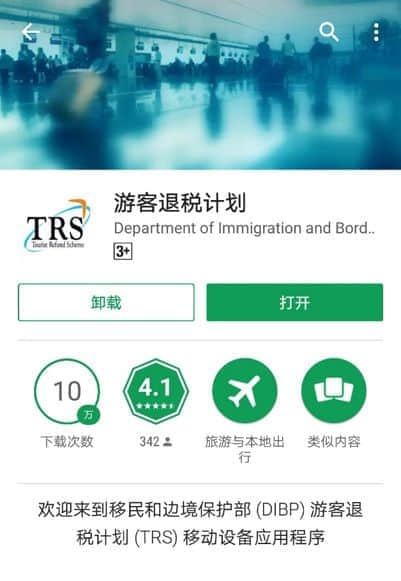 游客退税计划
Department of Immigration and Bord..
3+
TRS
Tourist Refund Scheme
卸载
打开
10
万
4.1
下载次数
342
旅游与本地出
行
类似内容
欢迎来到移民和边境保护部 (DIBP) 游客退
税计划 (TRS) 移动设备应用程序